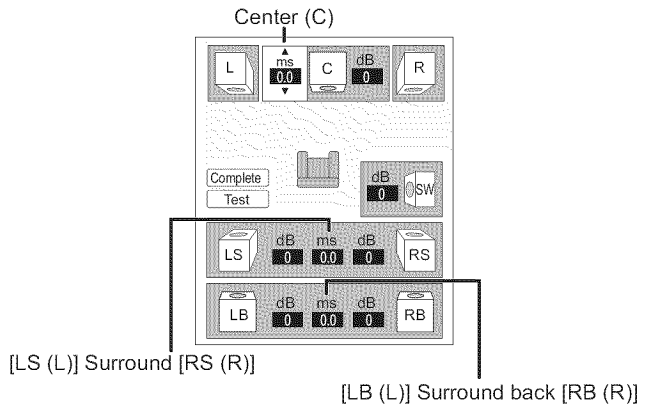 Center (C)
L ms 0.0 C dB 0 R
Complete
Test
dB 0 SW
LS dB 0 ms 0.0 dB 0 RS
LB dB 0 ms 0.0 dB 0 RB
[LS (L)] Surround [RS (R)]
[LB (L)] Surround back [RB (R)]